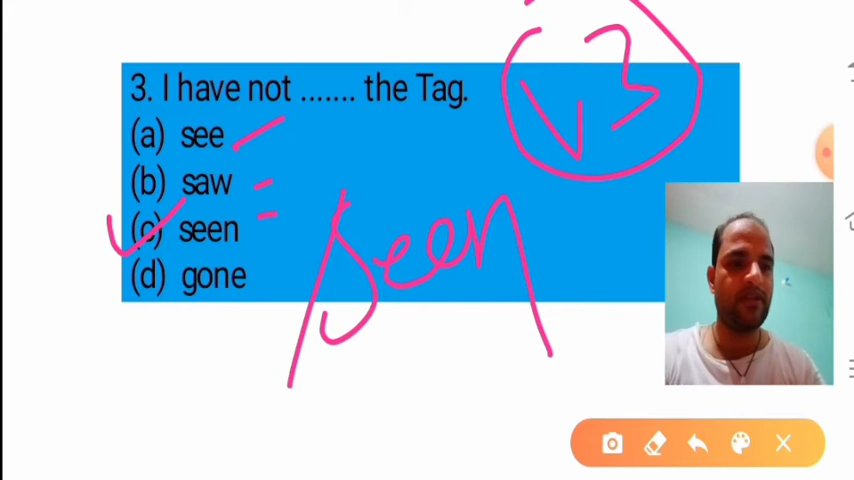 3. I have not ....... the Tag.
(a) see
(b) saw
(c) seen
(d) gone
V3
seen